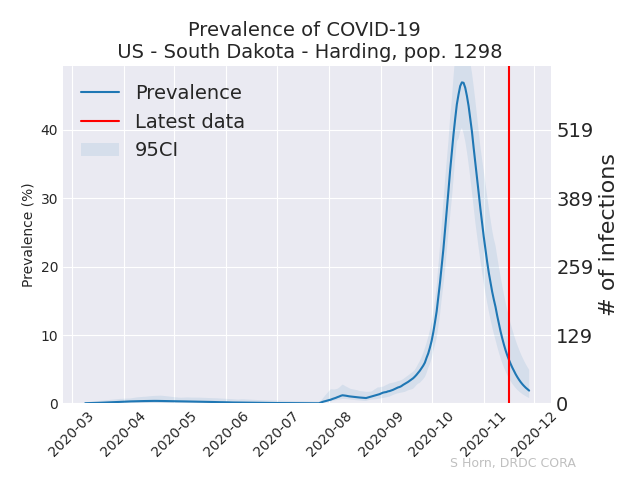 Prevalence of COVID-19
US - South Dakota - Harding, pop. 1298
Prevalence
Latest data
95CI
Prevalence (%)
40
30
20
10
0
519
389
259
129
0
# of infections
2020-03
2020-04
2020-05
2020-06
2020-07
2020-08
2020-09
2020-10
2020-11
2020-12
S Horn, DRDC CORA